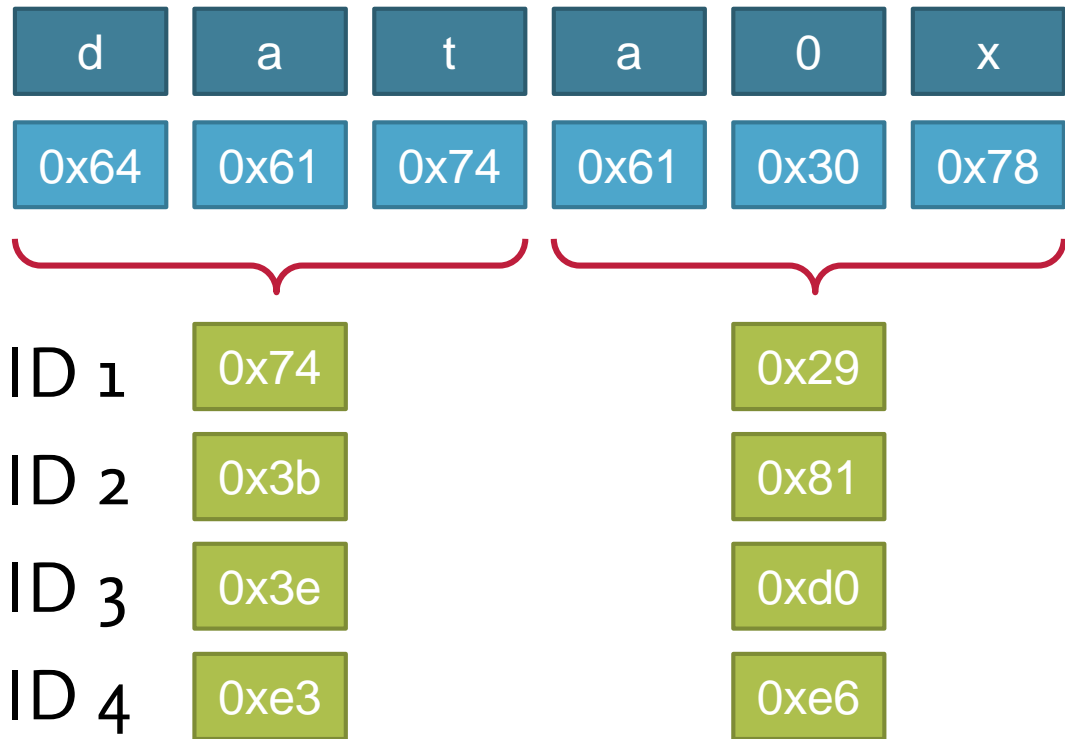 d a t a 0 x
0x64 0x61 0x74 0x61 0x30 0x78
ID 1 0x74 0x29
ID 2 0x3b 0x81
ID 3 0x3e 0xd0
ID 4 0xe3 0xe6